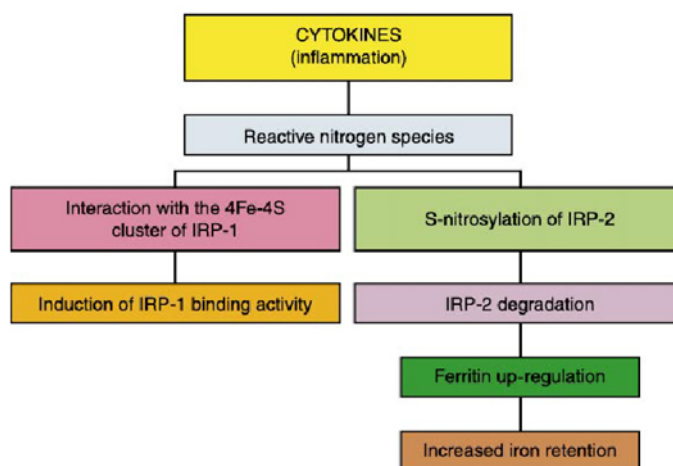 CYTOKINES
(inflammation)
Reactive nitrogen species
Interaction with the 4Fe-4S
cluster of IRP-1
S-nitrosylation of IRP-2
Induction of IRP-1 binding activity
IRP-2 degradation
Ferritin up-regulation
Increased iron retention